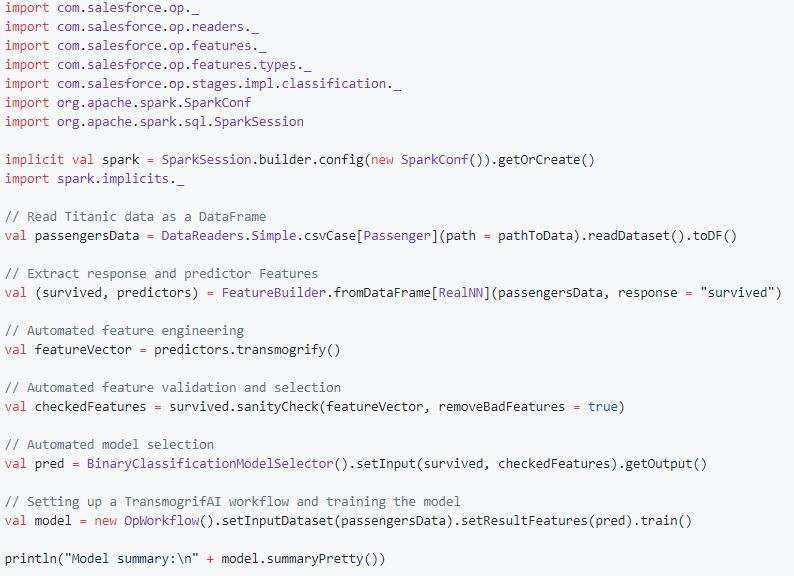 import com.salesforce.op._
import com.salesforce.op.readers._
import com.salesforce.op.features._
import com.salesforce.op.features.types._
import com.salesforce.op.stages.impl.classification._
import org.apache.spark.SparkConf
import org.apache.spark.sql.SparkSession

implicit val spark = SparkSession.builder.config(new SparkConf()).getOrCreate()
import spark.implicits._

// Read Titanic data as a DataFrame
val passengersData = DataReaders.Simple.csvCase[Passenger](path = pathToData).readDataset().toDF()

// Extract response and predictor Features
val (survived, predictors) = FeatureBuilder.fromDataFrame[RealNN](passengersData, response = "survived")

// Automated feature engineering
val featureVector = predictors.transmogrify()

// Automated feature validation and selection
val checkedFeatures = survived.sanityCheck(featureVector, removeBadFeatures = true)

// Automated model selection
val pred = BinaryClassificationModelSelector().setInput(survived, checkedFeatures).getOutput()

// Setting up a TransmogrifAI workflow and training the model
val model = new OpWorkflow().setInputDataset(passengersData).setResultFeatures(pred).train()

println("Model summary:\n" + model.summaryPretty())